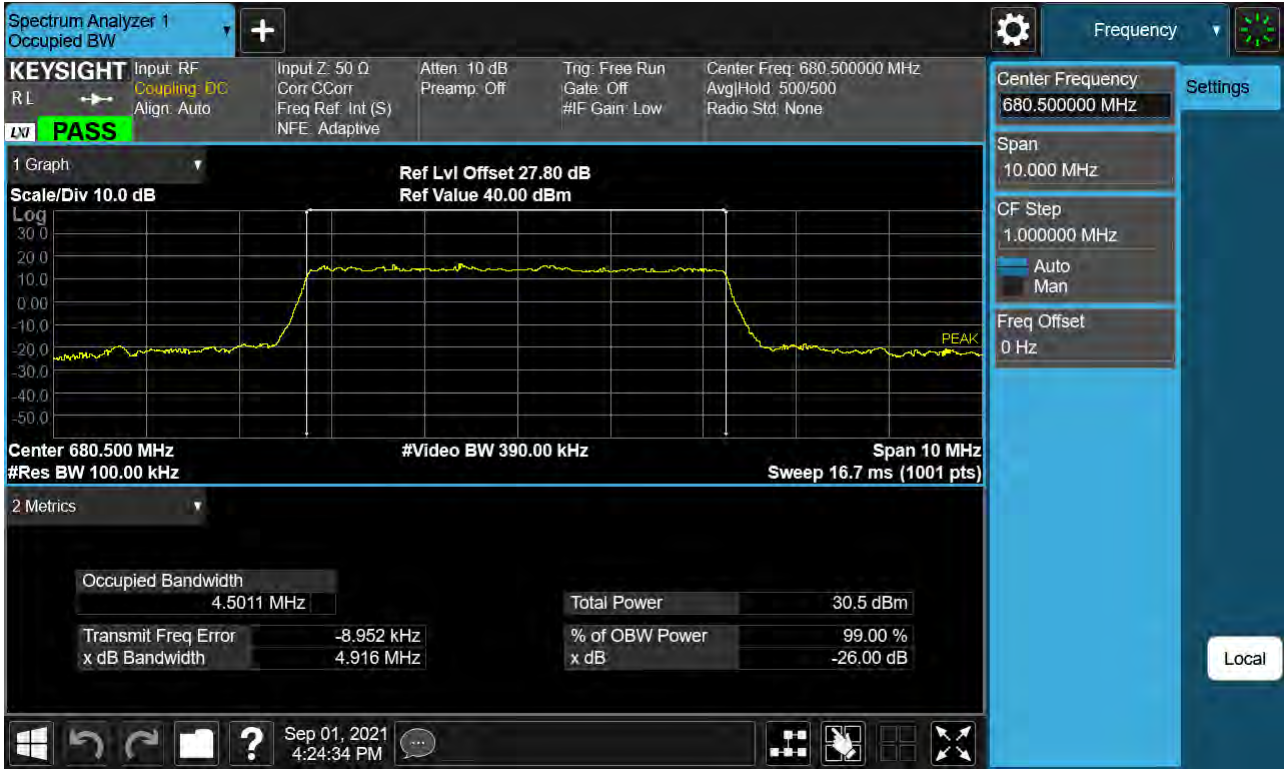 Spectrum Analyzer 1
Occupied BW
Frequency
KEYSIGHT
R L
LXI
PASS
Input: RF
Coupling: DC
Align: Auto
Input Z: 50 Ω
Corr CCorr
Freq Ref: Int (S)
NFE: Adaptive
Atten: 10 dB
Preamp: Off
Trig: Free Run
Gate: Off
#IF Gain: Low
Center Freq: 680.500000 MHz
Avg|Hold: 500/500
Radio Std: None
Center Frequency
680.500000 MHz
Settings
Span
10.000 MHz
CF Step
1.000000 MHz
Auto
Man
Freq Offset
0 Hz
Local
1 Graph
Scale/Div 10.0 dB
Ref Lvl Offset 27.80 dB
Ref Value 40.00 dBm
Log
30.0
20.0
10.0
0.00
-10.0
-20.0
-30.0
-40.0
-50.0
PEAK
Center 680.500 MHz
#Video BW 390.00 kHz
Span 10 MHz
#Res BW 100.00 kHz
Sweep 16.7 ms (1001 pts)
2 Metrics
Occupied Bandwidth
4.5011 MHz
Total Power 30.5 dBm
Transmit Freq Error -8.952 kHz
% of OBW Power 99.00 %
x dB Bandwidth 4.916 MHz
x dB -26.00 dB
?
Sep 01, 2021
4:24:34 PM